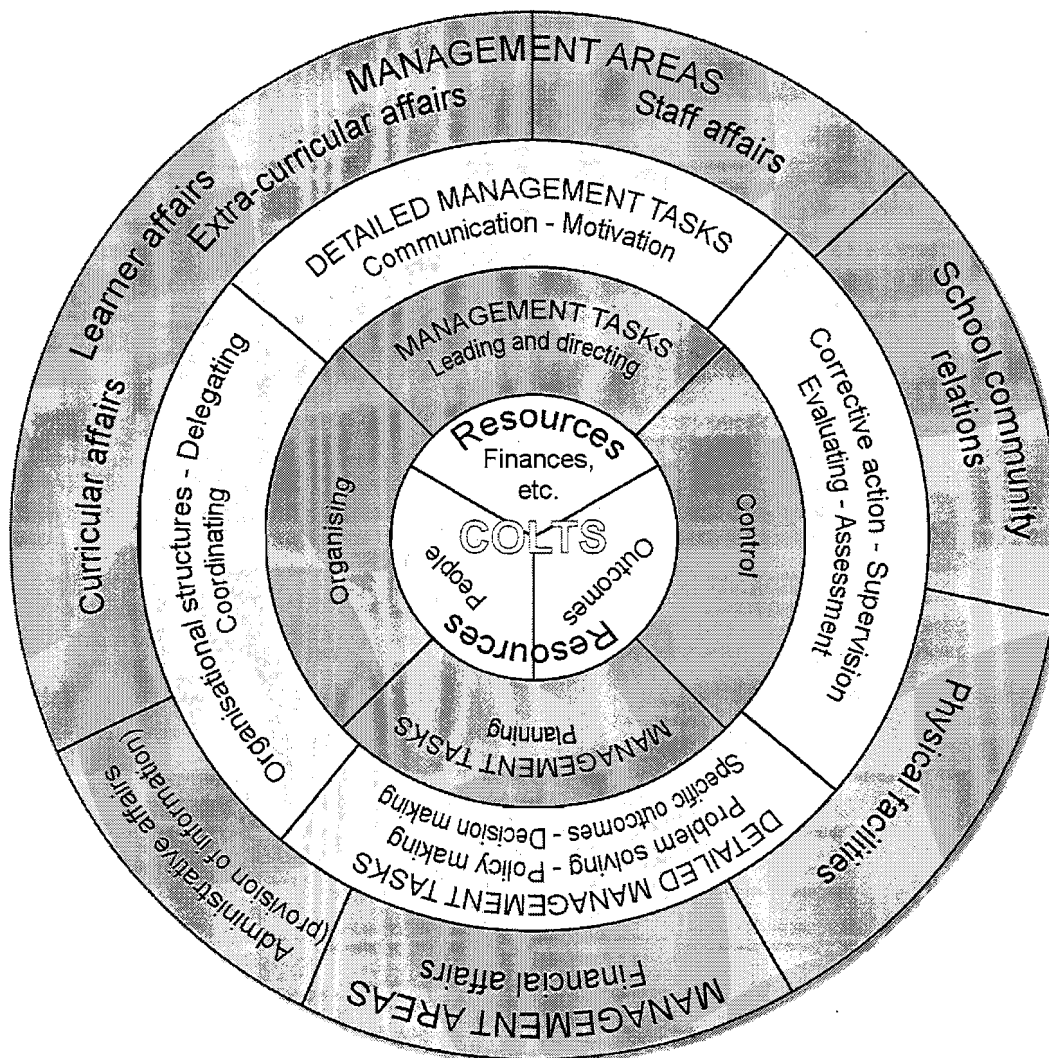 MANAGEMENT AREAS
Learner affairs
Extra-curricular affairs
Curricular affairs
Staff affairs
School community
relations
Physical facilities
MANAGEMENT AREAS
Financial affairs
Administrative affairs
(provision of information)
DETAILED MANAGEMENT TASKS
Communication - Motivation
Corrective action - Supervision
Evaluating - Assessment
DETAILED MANAGEMENT TASKS
Problem solving - Policy making
Specific outcomes - Decision making
Organisational structures - Delegating
Coordinating
MANAGEMENT TASKS
Leading and directing
Control
MANAGEMENT TASKS
Planning
Organising
Resources
Finances,
etc.
COLTS
People
Outcomes
Resources